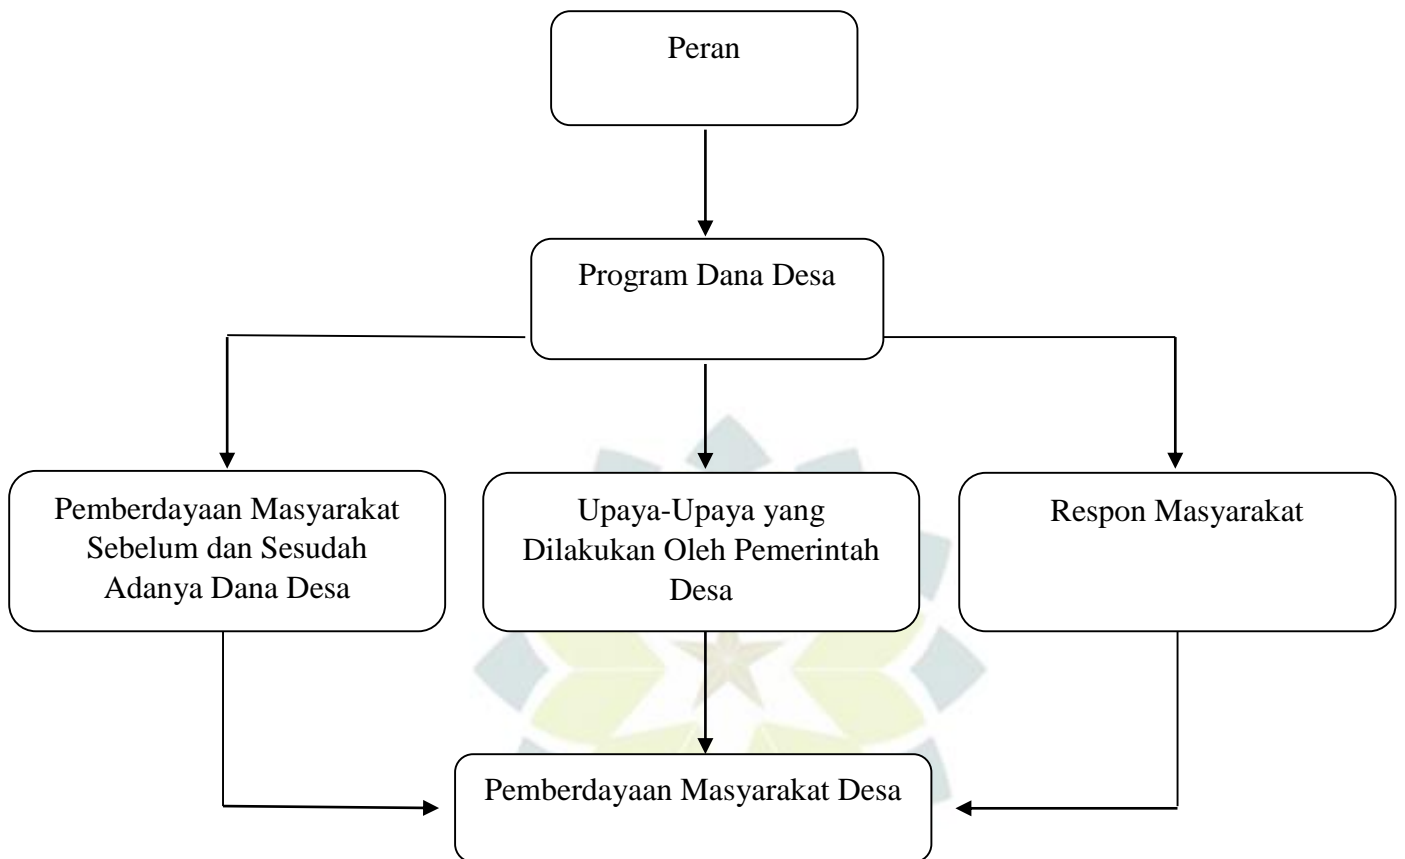 Peran
Program Dana Desa
Pemberdayaan Masyarakat
Sebelum dan Sesudah
Adanya Dana Desa
Upaya-Upaya yang
Dilakukan Oleh Pemerintah
Desa
Respon Masyarakat
Pemberdayaan Masyarakat Desa